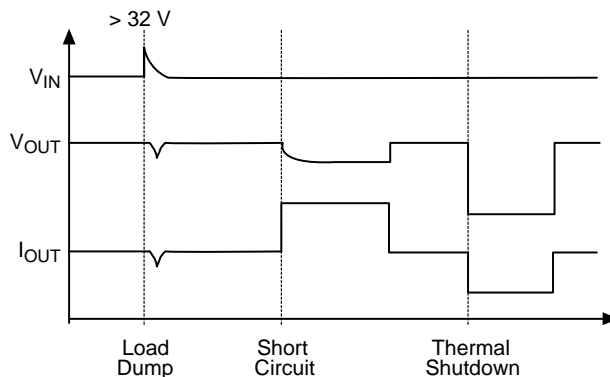 > 32 V
VIN
VOUT
IOUT
Load
Dump
Short
Circuit
Thermal
Shutdown